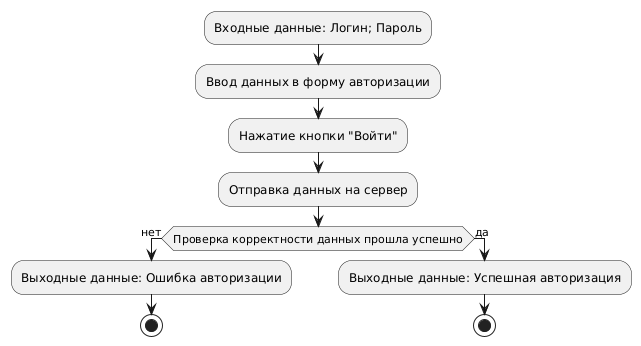 Входные данные: Логин; Пароль
Ввод данных в форму авторизации
Нажатие кнопки "Войти"
Отправка данных на сервер
нет
Проверка корректности данных прошла успешно
да
Выходные данные: Ошибка авторизации
Выходные данные: Успешная авторизация